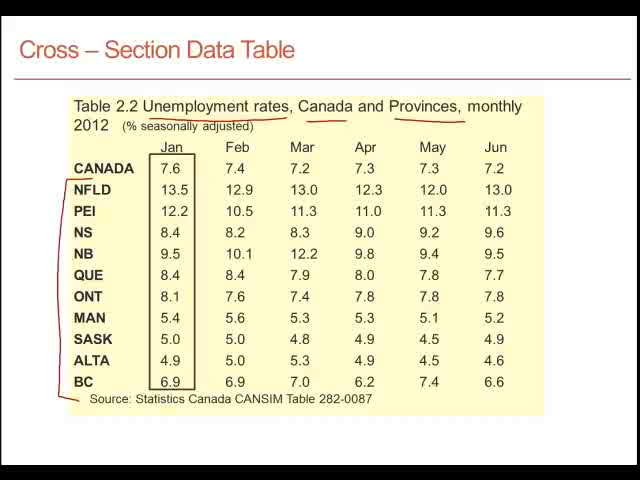 Cross – Section Data Table
Table 2.2 Unemployment rates, Canada and Provinces, monthly
2012 (% seasonally adjusted)
Jan Feb Mar Apr May Jun
CANADA 7.6 7.4 7.2 7.3 7.3 7.2
NFLD 13.5 12.9 13.0 12.3 12.0 13.0
PEI 12.2 10.5 11.3 11.0 11.3 11.3
NS 8.4 8.2 8.3 9.0 9.2 9.6
NB 9.5 10.1 12.2 9.8 9.4 9.5
QUE 8.4 8.4 7.9 8.0 7.8 7.7
ONT 8.1 7.6 7.4 7.8 7.8 7.8
MAN 5.4 5.6 5.3 5.3 5.1 5.2
SASK 5.0 5.0 4.8 4.9 4.5 4.9
ALTA 4.9 5.0 5.3 4.9 4.5 4.6
BC 6.9 6.9 7.0 6.2 7.4 6.6
Source: Statistics Canada CANSIM Table 282-0087